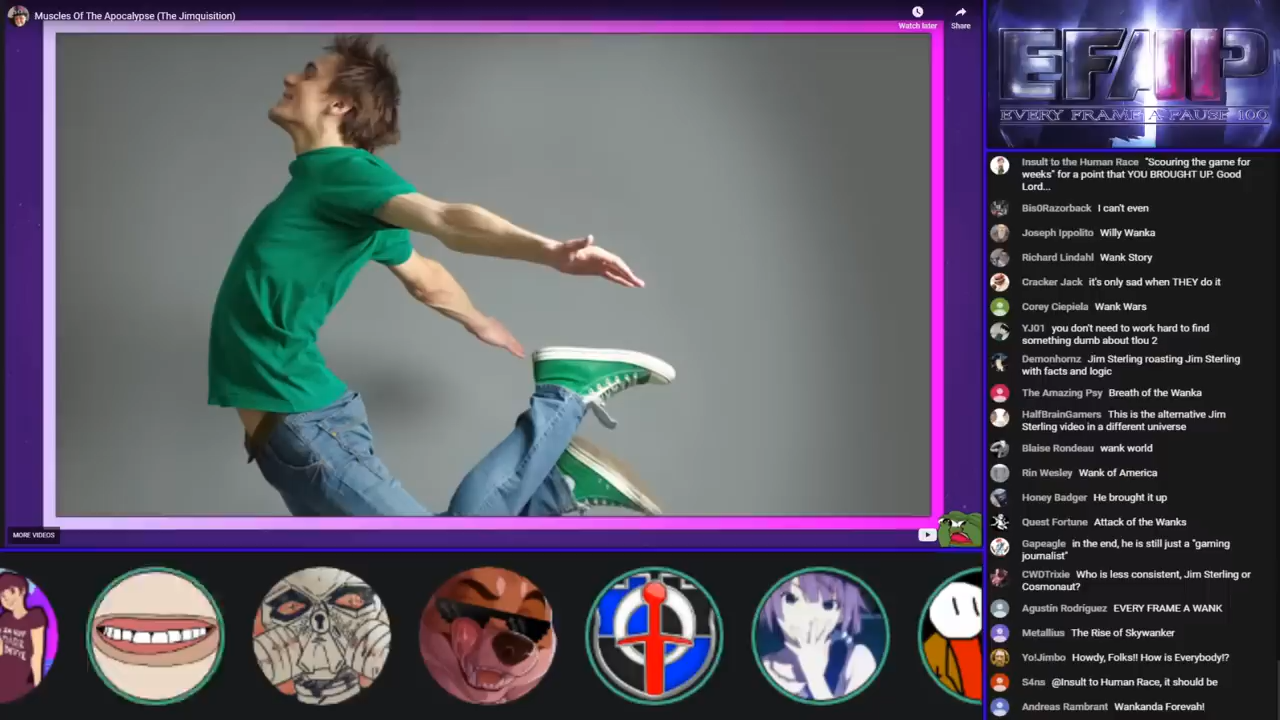 Muscles Of The Apocalypse (The Jimquisition)
Watch later
Share
MORE VIDEOS
EFAP
EVERY FRAME A PAUSE 100
Insult to the Human Race "Scouring the game for
weeks" for a point that YOU BROUGHT UP. Good
Lord...
Bis0Razorback I can't even
Joseph Ippolito Willy Wanka
Richard Lindahl Wank Story
Cracker Jack it's only sad when THEY do it
Corey Ciepiela Wank Wars
YJ01 you don't need to work hard to find
something dumb about tlou 2
Demonhornz Jim Sterling roasting Jim Sterling
with facts and logic
The Amazing Psy Breath of the Wanka
HalfBrainGamers This is the alternative Jim
Sterling video in a different universe
Blaise Rondeau wank world
Rin Wesley Wank of America
Honey Badger He brought it up
Quest Fortune Attack of the Wanks
Gapeagle in the end, he is still just a "gaming
journalist"
CWDTrixie Who is less consistent, Jim Sterling or
Cosmonaut?
Agustín Rodríguez EVERY FRAME A WANK
Metallius The Rise of Skywanker
Yo!Jimbo Howdy, Folks!! How is Everybody!?
S4ns @Insult to Human Race, it should be
Andreas Rambrant Wankanda Forevah!